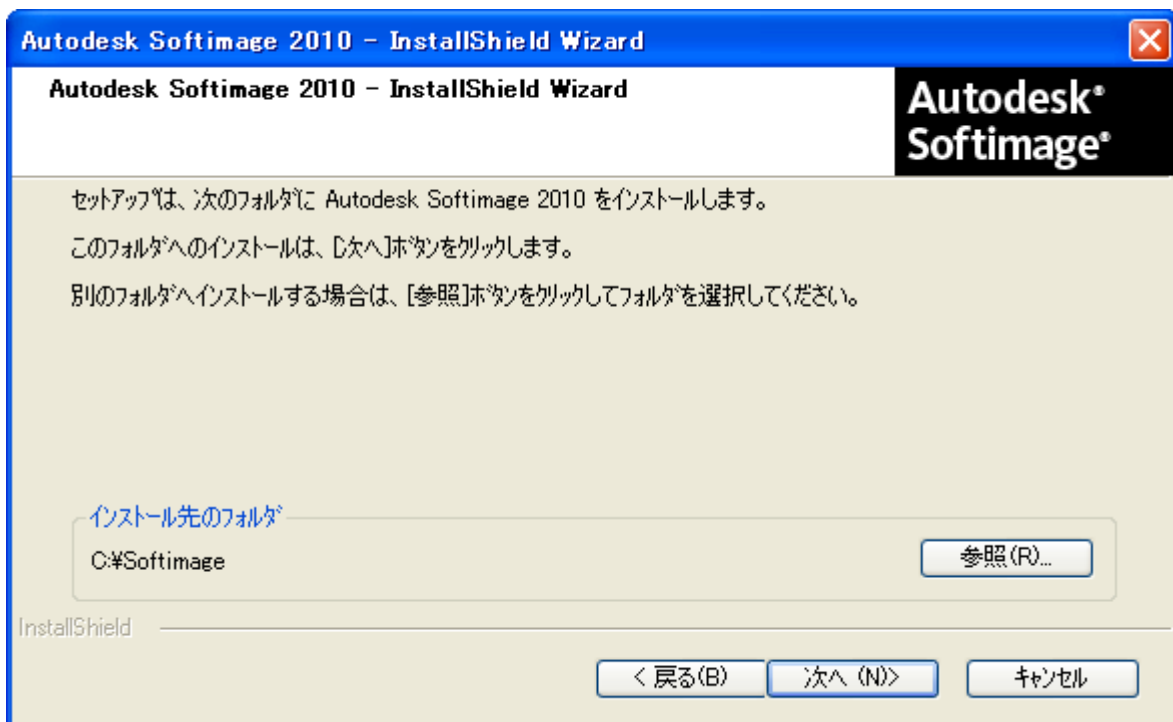 Autodesk Softimage 2010 - InstallShield Wizard
Autodesk Softimage 2010 - InstallShield Wizard
Autodesk®
Softimage®
セットアップは、次のフォルダに Autodesk Softimage 2010 をインストールします。
このフォルダへのインストールは、[次へ]ボタンをクリックします。
別のフォルダへインストールする場合は、[参照]ボタンをクリックしてフォルダを選択してください。
インストール先のフォルダ
C:¥Softimage
参照(R)...
InstallShield
< 戻る(B)
次へ (N)>
キャンセル